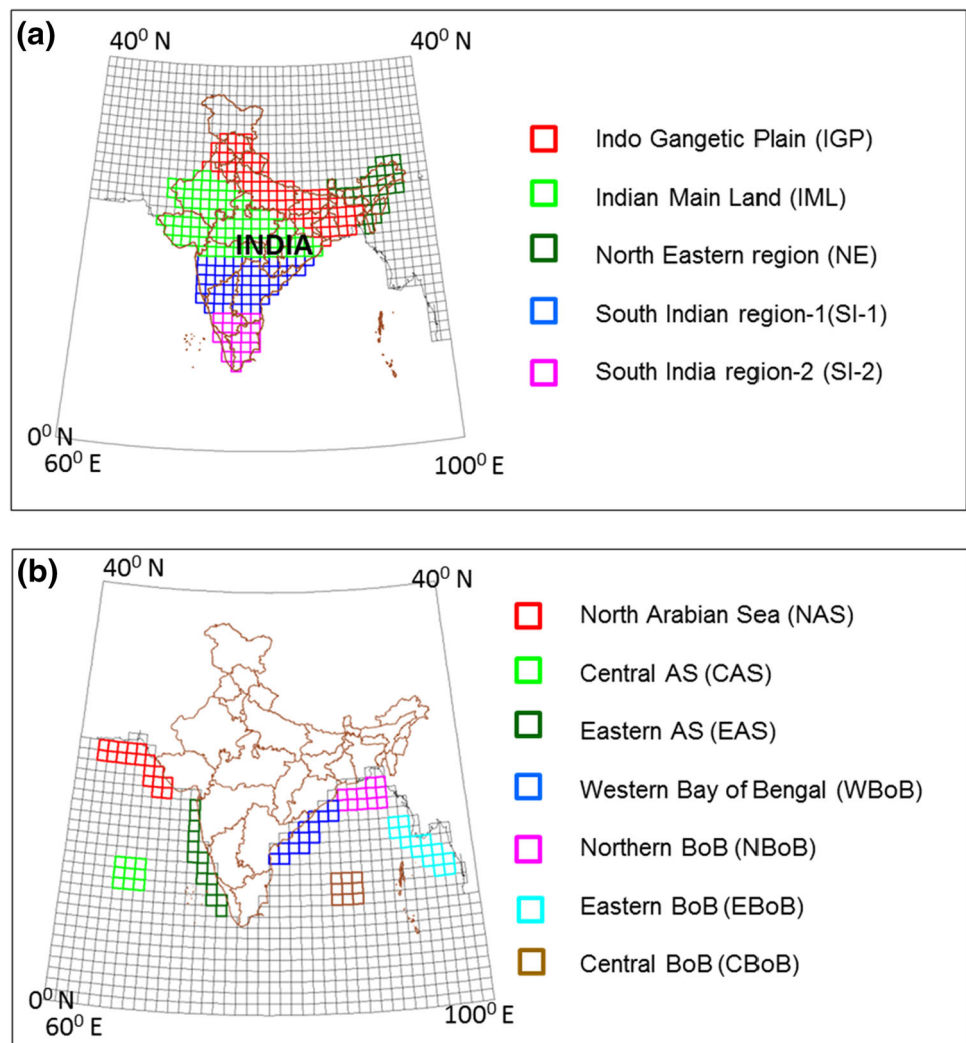 (a)
40⁰ N
40⁰ N
INDIA
0⁰ N
60⁰ E
100⁰ E
Indo Gangetic Plain (IGP)
Indian Main Land (IML)
North Eastern region (NE)
South Indian region-1(SI-1)
South India region-2 (SI-2)
(b)
40⁰ N
40⁰ N
0⁰ N
60⁰ E
100⁰ E
North Arabian Sea (NAS)
Central AS (CAS)
Eastern AS (EAS)
Western Bay of Bengal (WBoB)
Northern BoB (NBoB)
Eastern BoB (EBoB)
Central BoB (CBoB)